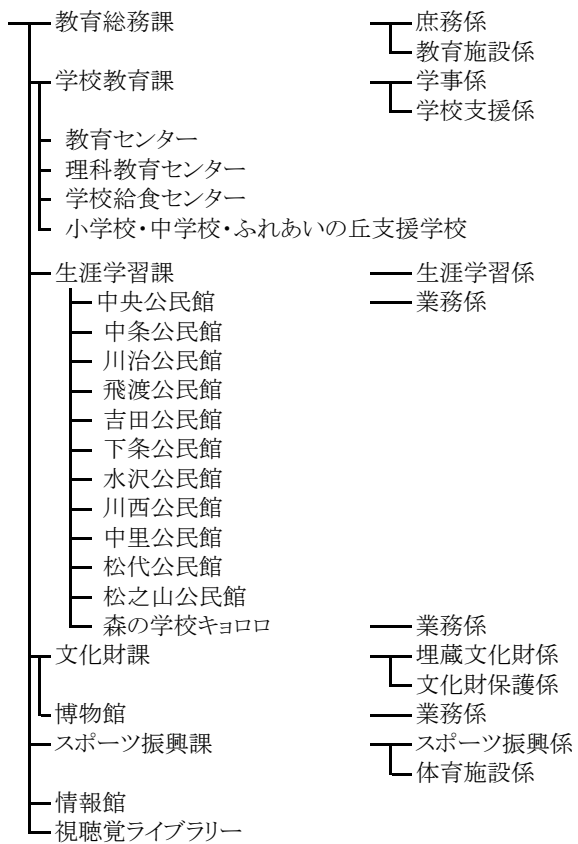 教育総務課 庶務係
教育施設係
学校教育課 学事係
学校支援係
教育センター
理科教育センター
学校給食センター
小学校・中学校・ふれあいの丘支援学校
生涯学習課 生涯学習係
中央公民館 業務係
中条公民館
川治公民館
飛渡公民館
吉田公民館
下条公民館
水沢公民館
川西公民館
中里公民館
松代公民館
松之山公民館
森の学校キョロロ 業務係
文化財課 埋蔵文化財係
文化財保護係
博物館 業務係
スポーツ振興課 スポーツ振興係
体育施設係
情報館
視聴覚ライブラリー